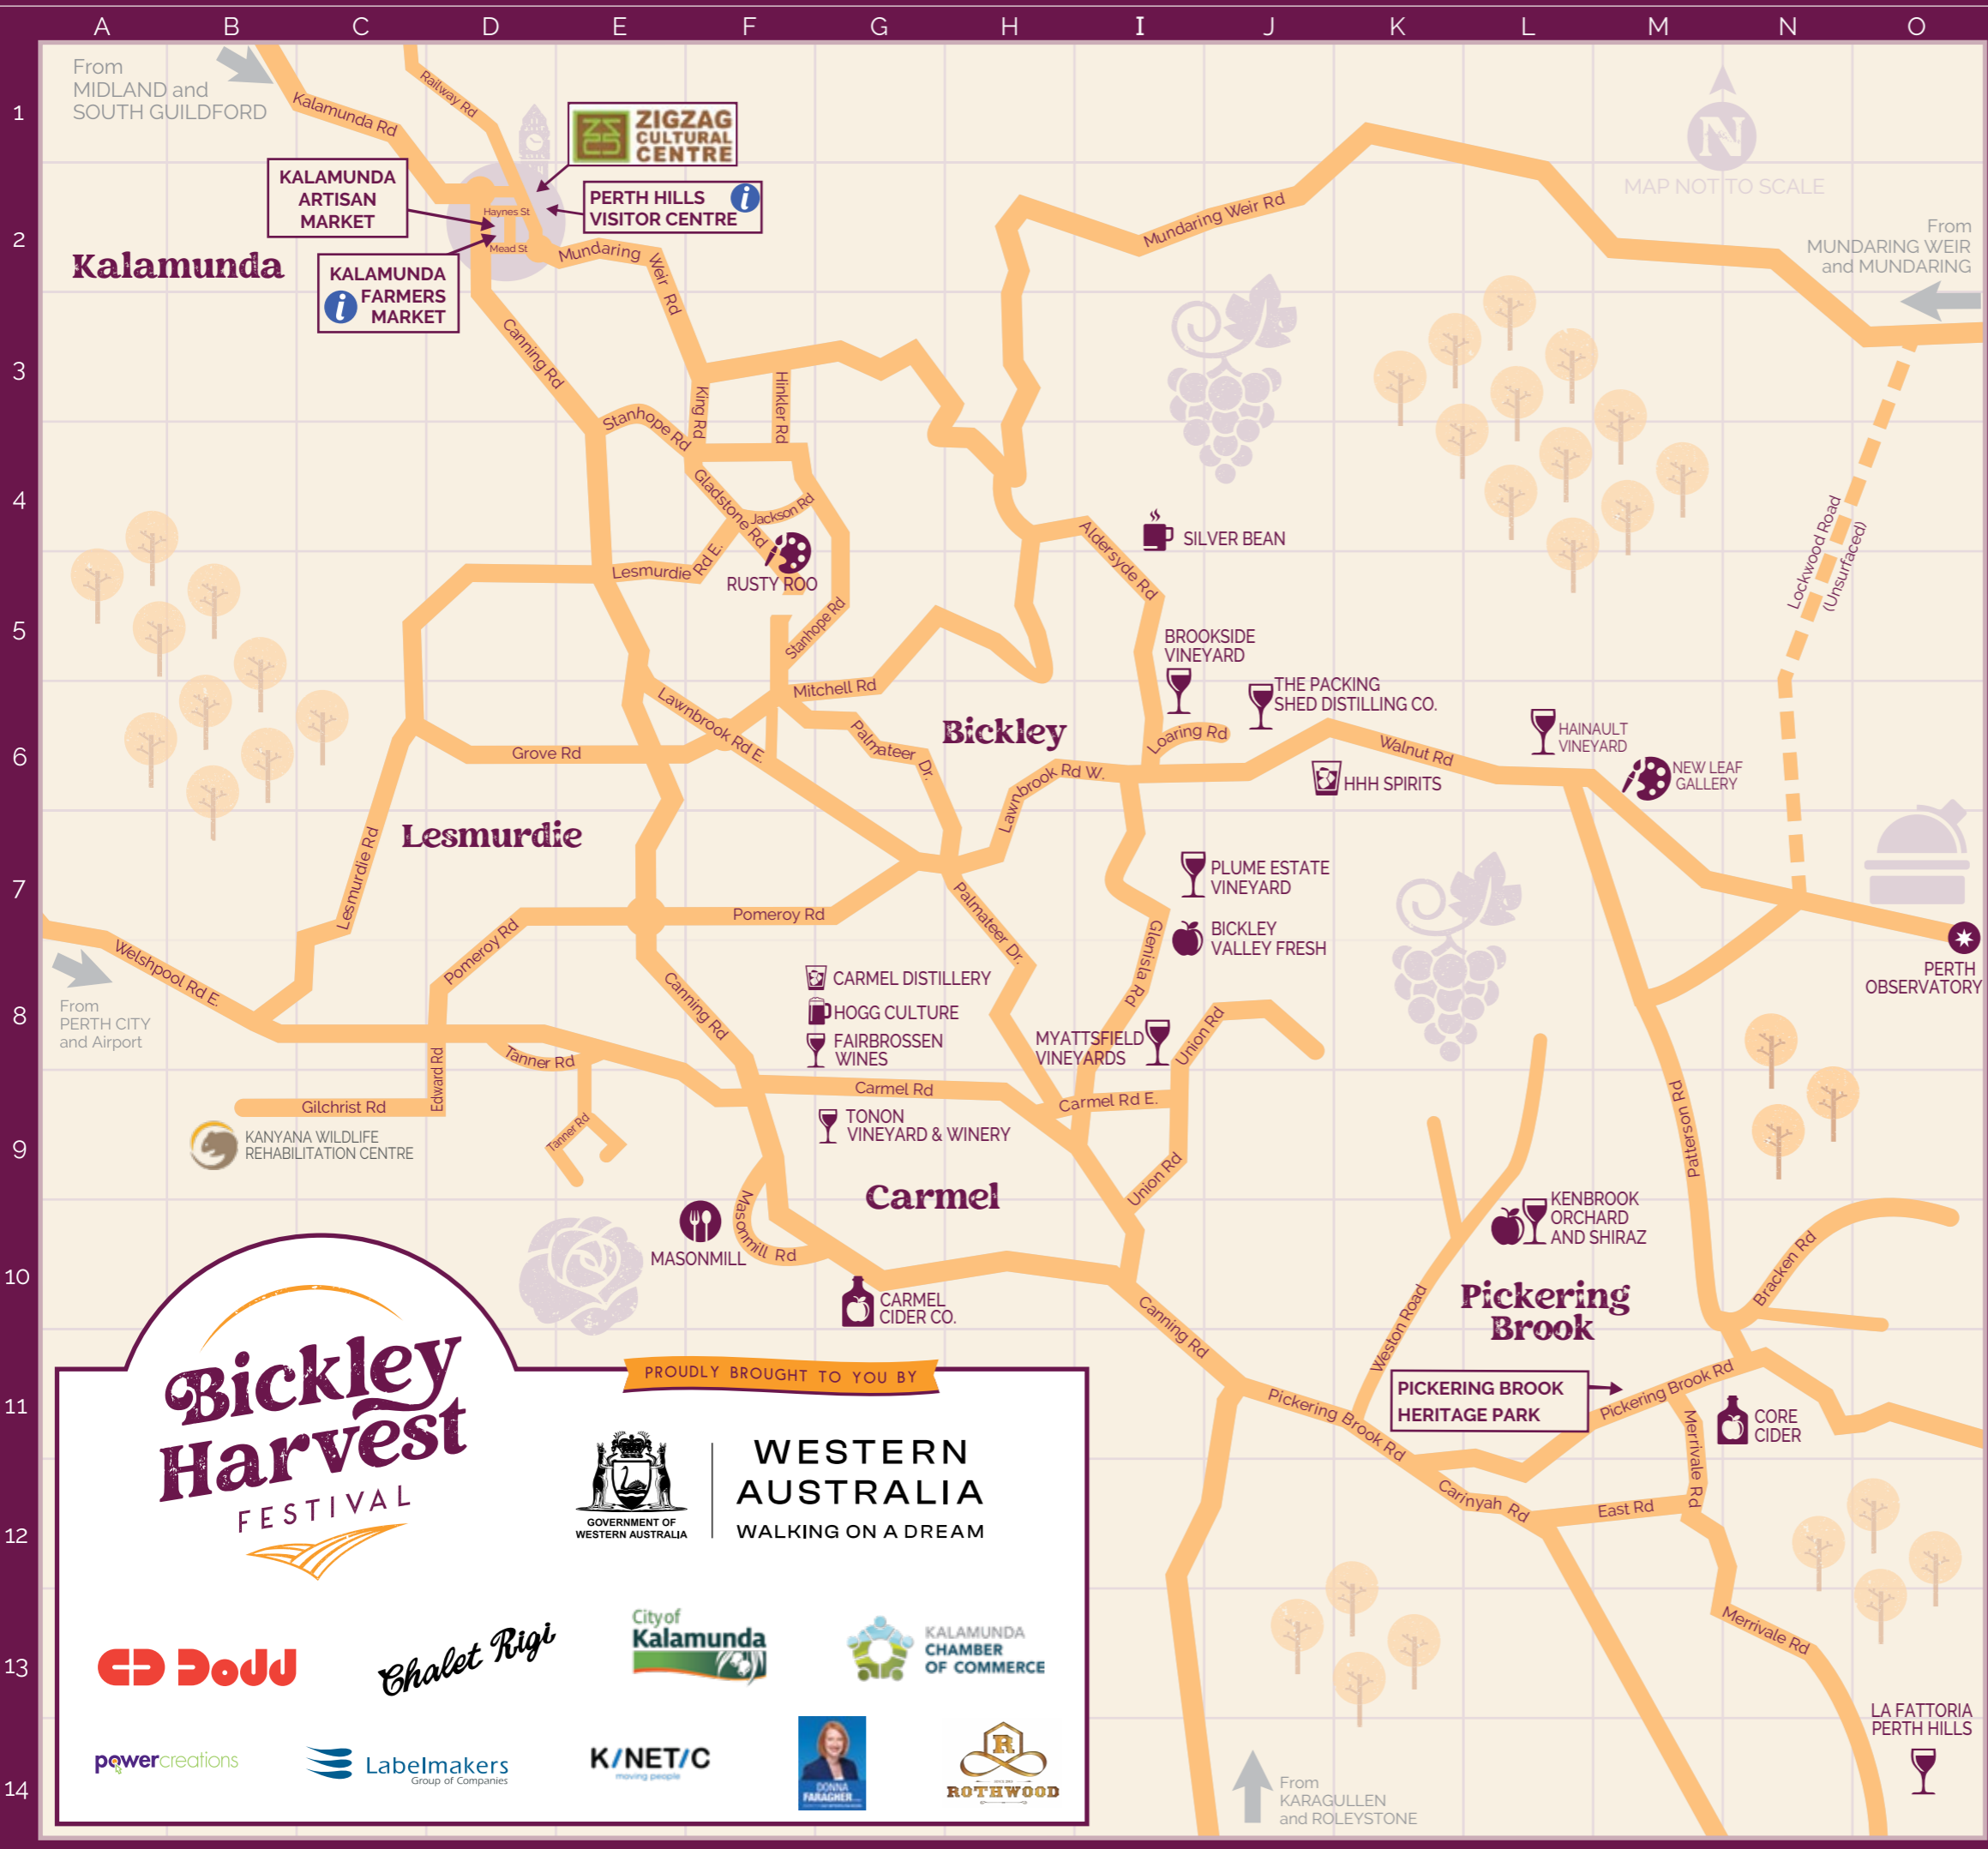 A B C D E F G H I J K L M N O
1
2
3
4
5
6
7
8
9
10
11
12
13
14
From
MIDLAND and
SOUTH GUILDFORD
Kalamunda Rd
Railway Rd
ZIGZAG
CULTURAL
CENTRE
KALAMUNDA
ARTISAN
MARKET
PERTH HILLS
VISITOR CENTRE
i
Haynes St
Mead St
Kalamunda
KALAMUNDA
FARMERS
MARKET
i
Mundaring Weir Rd
Mundaring Weir Rd
N
MAP NOT TO SCALE
From
MUNDARING WEIR
and MUNDARING
Canning Rd
King Rd
Hinkler Rd
Stanhope Rd
Gladstone Rd
Jackson Rd
Lesmurdie Rd E.
RUSTY ROO
Stanhope Rd
Aldersyde Rd
SILVER BEAN
Lockwood Road
(Unsurfaced)
BROOKSIDE
VINEYARD
THE PACKING
SHED DISTILLING CO.
Mitchell Rd
Lawnbrook Rd E.
Palmateer Dr.
Bickley
Loaring Rd
Walnut Rd
HAINAULT
VINEYARD
Grove Rd
Lawnbrook Rd W.
HHH SPIRITS
NEW LEAF
GALLERY
Lesmurdie
Lesmurdie Rd
PLUME ESTATE
VINEYARD
Palmateer Dr.
Pomeroy Rd
Pomeroy Rd
Glenisla Rd
BICKLEY
VALLEY FRESH
Welshpool Rd E.
From
PERTH CITY
and Airport
PERTH
OBSERVATORY
Canning Rd
CARMEL DISTILLERY
HOGG CULTURE
FAIRBROSSEN
WINES
MYATTSFIELD
VINEYARDS
Union Rd
Tanner Rd
Edward Rd
Carmel Rd
Carmel Rd E.
Gilchrist Rd
Patterson Rd
KANYANA WILDLIFE
REHABILITATION CENTRE
Tanner Rd
TONON
VINEYARD & WINERY
Union Rd
Carmel
Masonmill Rd
MASONMILL
KENBROOK
ORCHARD
AND SHIRAZ
Bracken Rd
CARMEL
CIDER CO.
Canning Rd
Weston Road
Pickering
Brook
PICKERING BROOK
HERITAGE PARK
Pickering Brook Rd
Pickering Brook Rd
Merrivale Rd
CORE
CIDER
Carinyah Rd
East Rd
Merrivale Rd
LA FATTORIA
PERTH HILLS
From
KARAGULLEN
and ROLEYSTONE
Bickley
Harvest
FESTIVAL
PROUDLY BROUGHT TO YOU BY
GOVERNMENT OF
WESTERN AUSTRALIA
WESTERN
AUSTRALIA
WALKING ON A DREAM
Dodd
Chalet Rigi
City of
Kalamunda
KALAMUNDA
CHAMBER
OF COMMERCE
powercreations
Labelmakers
Group of Companies
K/NET/C
moving people
DONNA
FARAGHER
R
ROTHWOOD